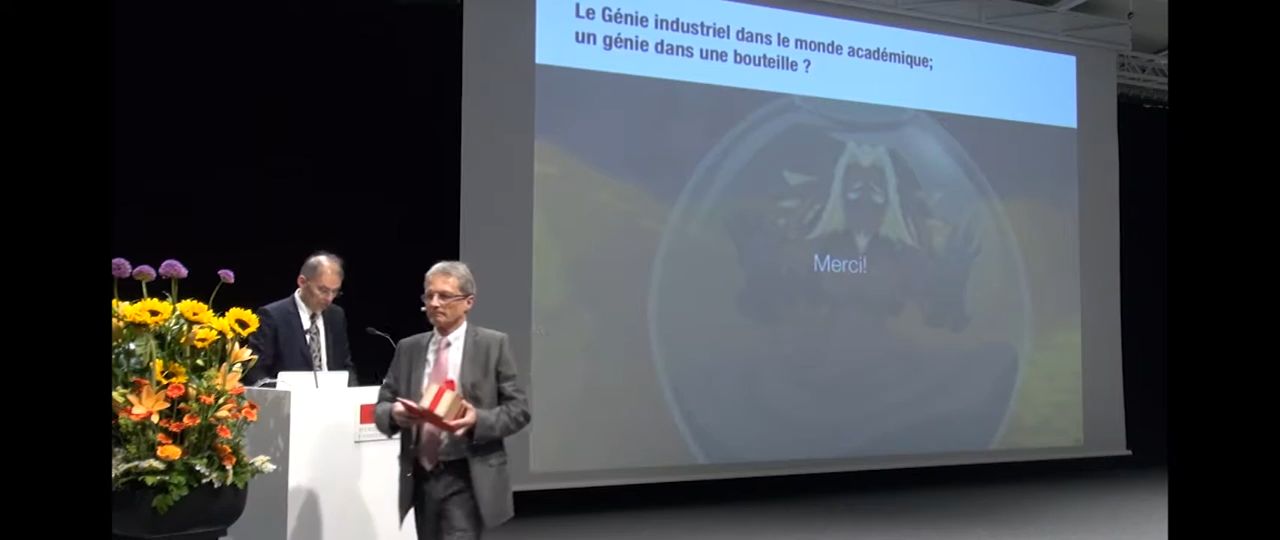 Le Génie industriel dans le monde académique;
un génie dans une bouteille ?
Merci!